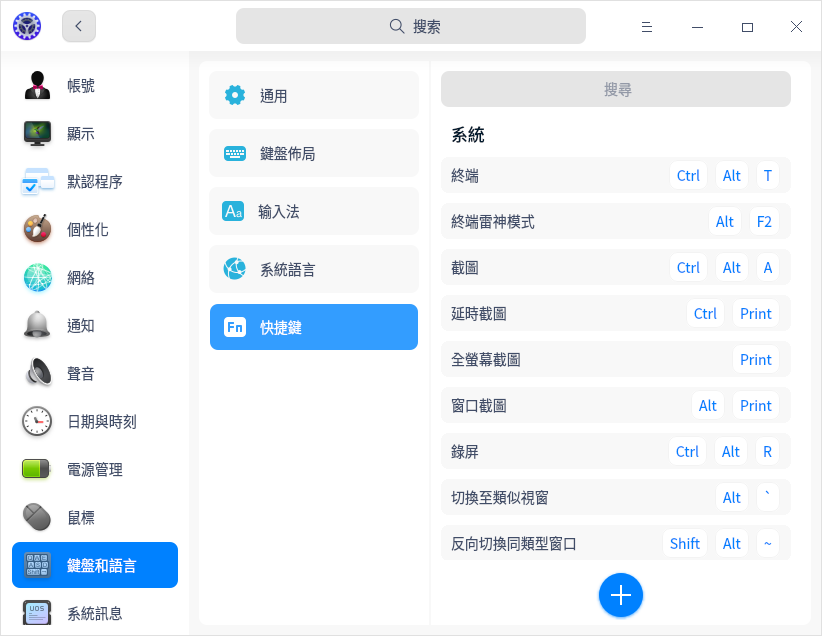 搜索
帳號
顯示
默認程序
個性化
網絡
通知
聲音
日期與時刻
電源管理
鼠標
鍵盤和語言
系統訊息
通用
鍵盤佈局
Aa 输入法
系統語言
Fn 快捷鍵
搜尋
系統
終端 Ctrl Alt T
終端雷神模式 Alt F2
截圖 Ctrl Alt A
延時截圖 Ctrl Print
全螢幕截圖 Print
窗口截圖 Alt Print
錄屏 Ctrl Alt R
切換至類似視窗 Alt `
反向切換同類型窗口 Shift Alt ~
UOS